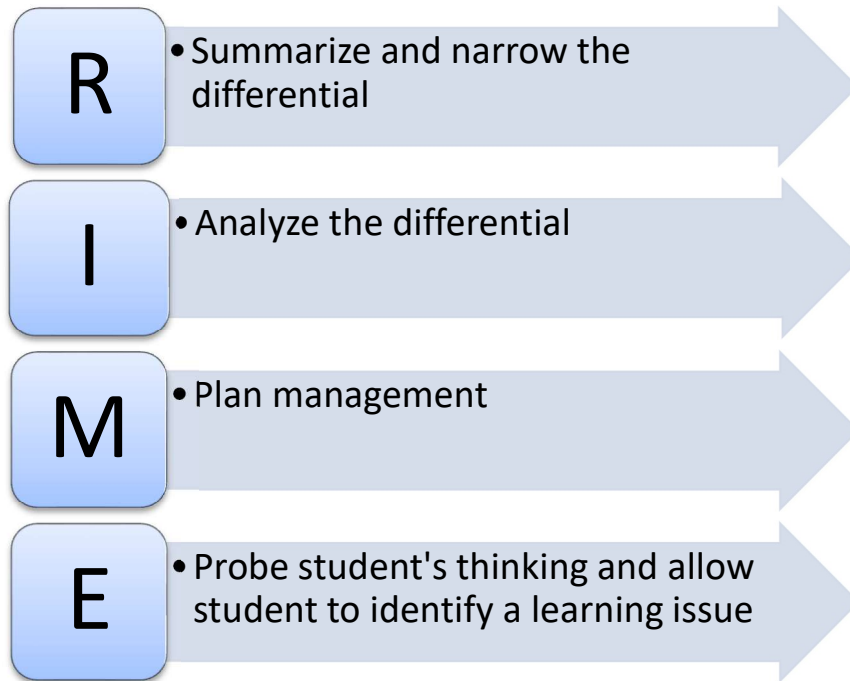 R
• Summarize and narrow the
differential
I
• Analyze the differential
M
• Plan management
E
• Probe student's thinking and allow
student to identify a learning issue